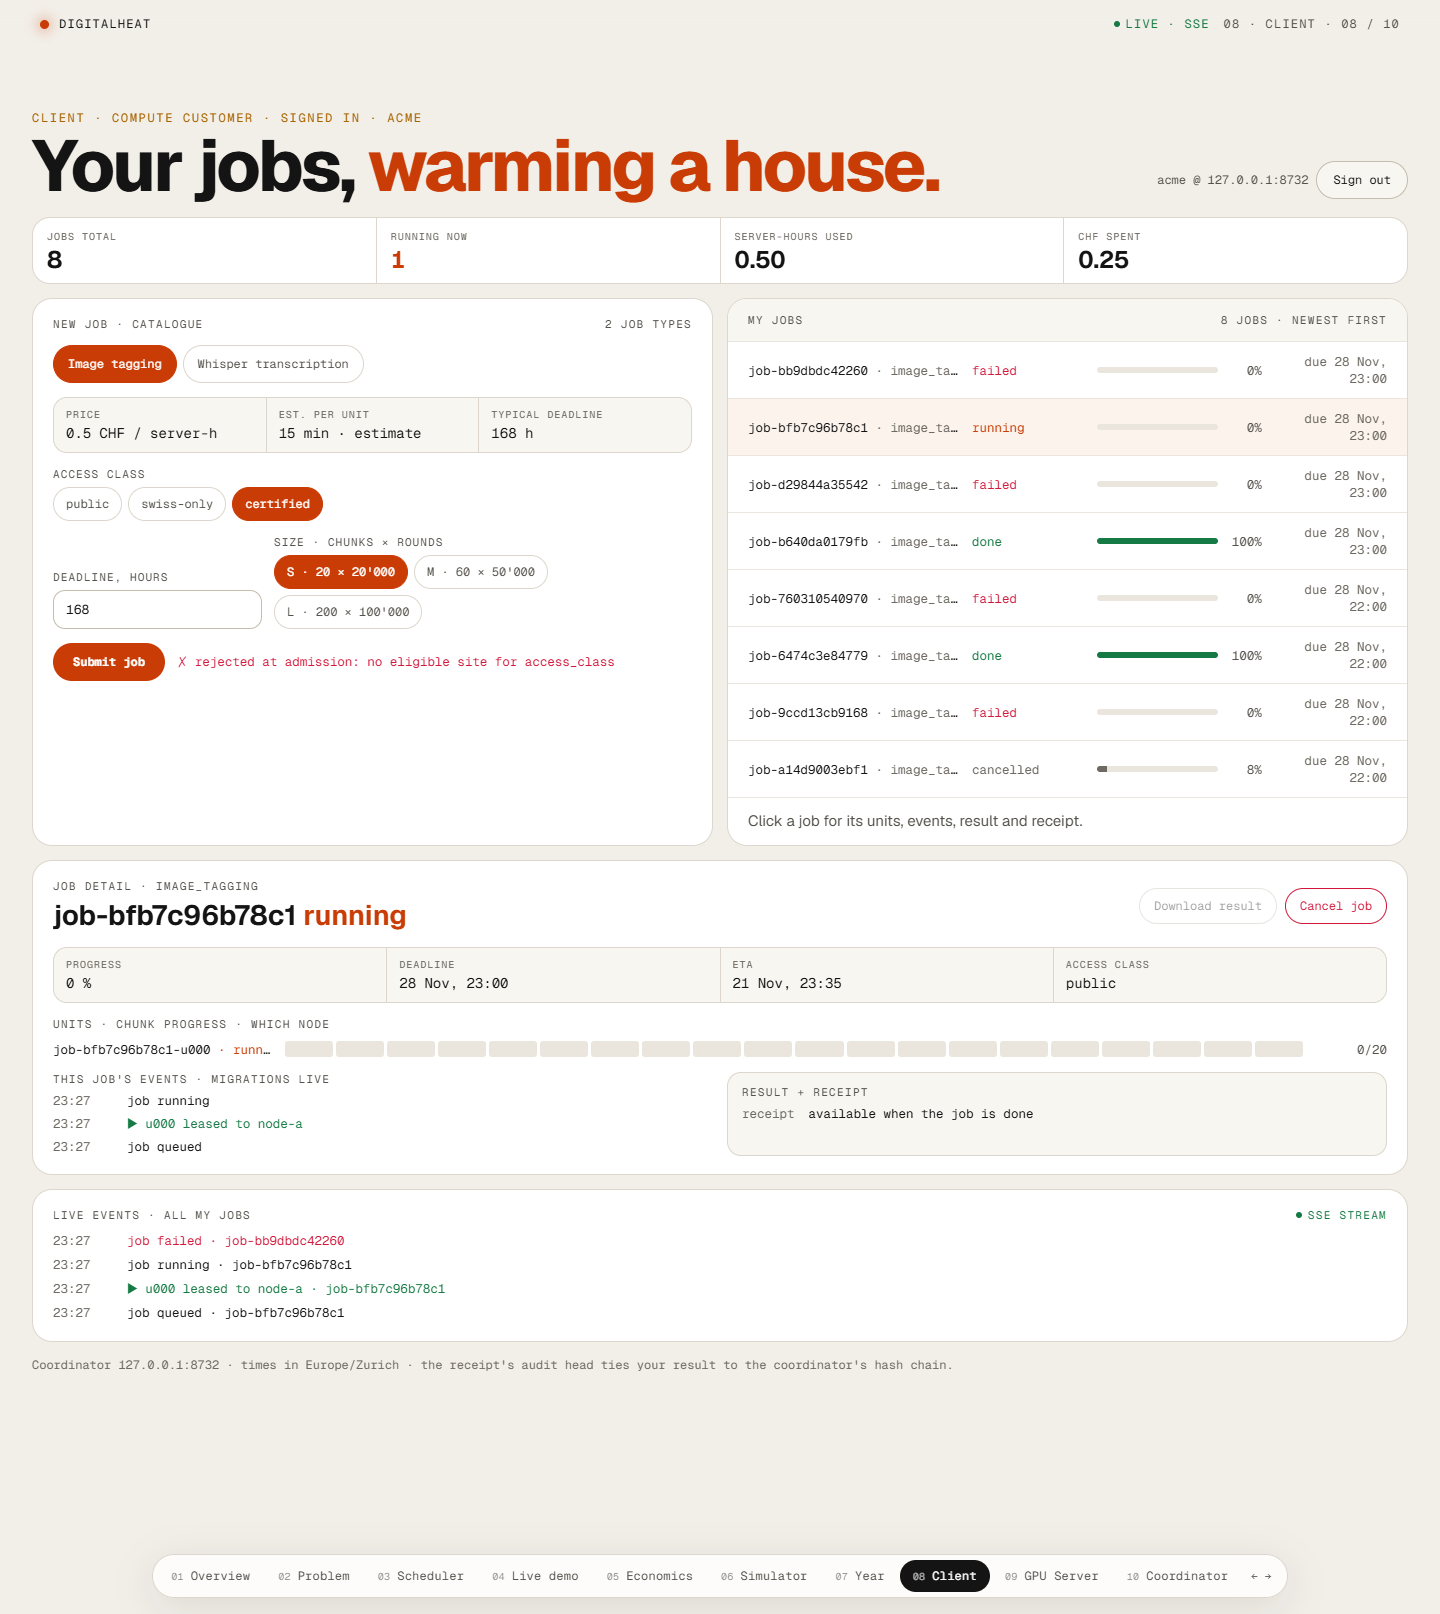 DIGITALHEAT
LIVE · SSE 08 · CLIENT · 08 / 10
CLIENT · COMPUTE CUSTOMER · SIGNED IN · ACME
Your jobs, warming a house.
acme @ 127.0.0.1:8732 Sign out
JOBS TOTAL
8
RUNNING NOW
1
SERVER-HOURS USED
0.50
CHF SPENT
0.25
NEW JOB · CATALOGUE 2 JOB TYPES
Image tagging Whisper transcription
PRICE
0.5 CHF / server-h
EST. PER UNIT
15 min · estimate
TYPICAL DEADLINE
168 h
ACCESS CLASS
public swiss-only certified
DEADLINE, HOURS
168
SIZE · CHUNKS × ROUNDS
S · 20 × 20'000 M · 60 × 50'000
L · 200 × 100'000
Submit job ✗ rejected at admission: no eligible site for access_class
MY JOBS 8 JOBS · NEWEST FIRST
job-bb9dbdc42260 · image_ta… failed 0% due 28 Nov,
23:00
job-bfb7c96b78c1 · image_ta… running 0% due 28 Nov,
23:00
job-d29844a35542 · image_ta… failed 0% due 28 Nov,
23:00
job-b640da0179fb · image_ta… done 100% due 28 Nov,
23:00
job-760310540970 · image_ta… failed 0% due 28 Nov,
22:00
job-6474c3e84779 · image_ta… done 100% due 28 Nov,
22:00
job-9ccd13cb9168 · image_ta… failed 0% due 28 Nov,
22:00
job-a14d9003ebf1 · image_ta… cancelled 8% due 28 Nov,
22:00
Click a job for its units, events, result and receipt.
JOB DETAIL · IMAGE_TAGGING
job-bfb7c96b78c1 running
Download result Cancel job
PROGRESS
0 %
DEADLINE
28 Nov, 23:00
ETA
21 Nov, 23:35
ACCESS CLASS
public
UNITS · CHUNK PROGRESS · WHICH NODE
job-bfb7c96b78c1-u000 · runn… 0/20
THIS JOB'S EVENTS · MIGRATIONS LIVE
23:27 job running
23:27 ▶ u000 leased to node-a
23:27 job queued
RESULT + RECEIPT
receipt available when the job is done
LIVE EVENTS · ALL MY JOBS SSE STREAM
23:27 job failed · job-bb9dbdc42260
23:27 job running · job-bfb7c96b78c1
23:27 ▶ u000 leased to node-a · job-bfb7c96b78c1
23:27 job queued · job-bfb7c96b78c1
Coordinator 127.0.0.1:8732 · times in Europe/Zurich · the receipt's audit head ties your result to the coordinator's hash chain.
01 Overview 02 Problem 03 Scheduler 04 Live demo 05 Economics 06 Simulator 07 Year 08 Client 09 GPU Server 10 Coordinator ← →